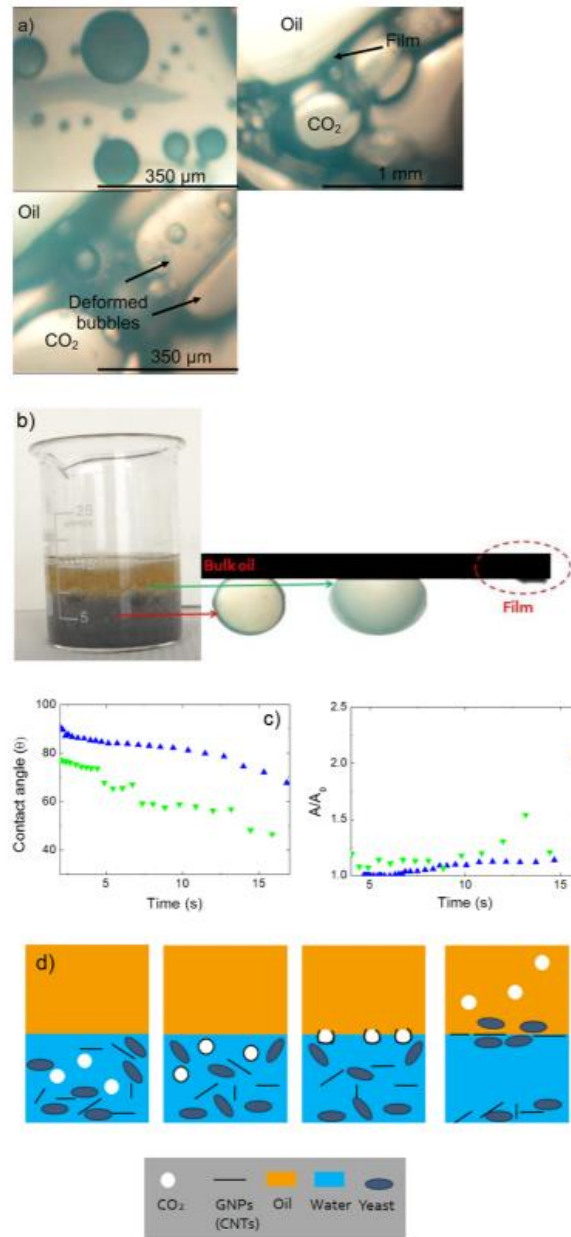 a)
350 µm
Oil
Film
CO₂
1 mm
Oil
Deformed
bubbles
CO₂
350 µm
b)
5
Bulk oil
Film
c)
Contact angle (θ)
100
80
60
40
5
10
15
Time (s)
A/A₀
2.5
2.0
1.5
1.0
5
10
15
Time (s)
d)
CO₂
GNPs
(CNTs)
Oil
Water
Yeast